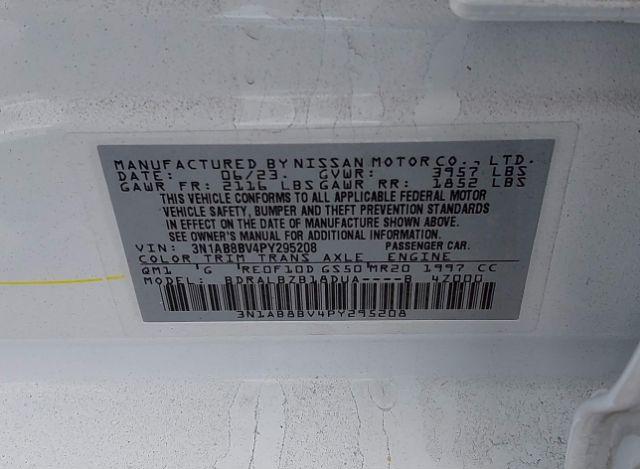 MANUFACTURED BY NISSAN MOTOR CO., LTD.
DATE: 06/23. GVWR: 3957 LBS
GAWR FR: 2116 LBS GAWR RR: 1852 LBS
THIS VEHICLE CONFORMS TO ALL APPLICABLE FEDERAL MOTOR
VEHICLE SAFETY, BUMPER AND THEFT PREVENTION STANDARDS
IN EFFECT ON THE DATE OF MANUFACTURE SHOWN ABOVE.
SEE OWNER'S MANUAL FOR ADDITIONAL INFORMATION.
VIN: 3N1AB8BV4PY295208 PASSENGER CAR.
COLOR TRIM TRANS AXLE ENGINE
QM1 'G RE0F10D GS50 MR20 1997 CC
MODEL: BDRALBZB18DUA----B 4Z000
3N1AB8BV4PY295208